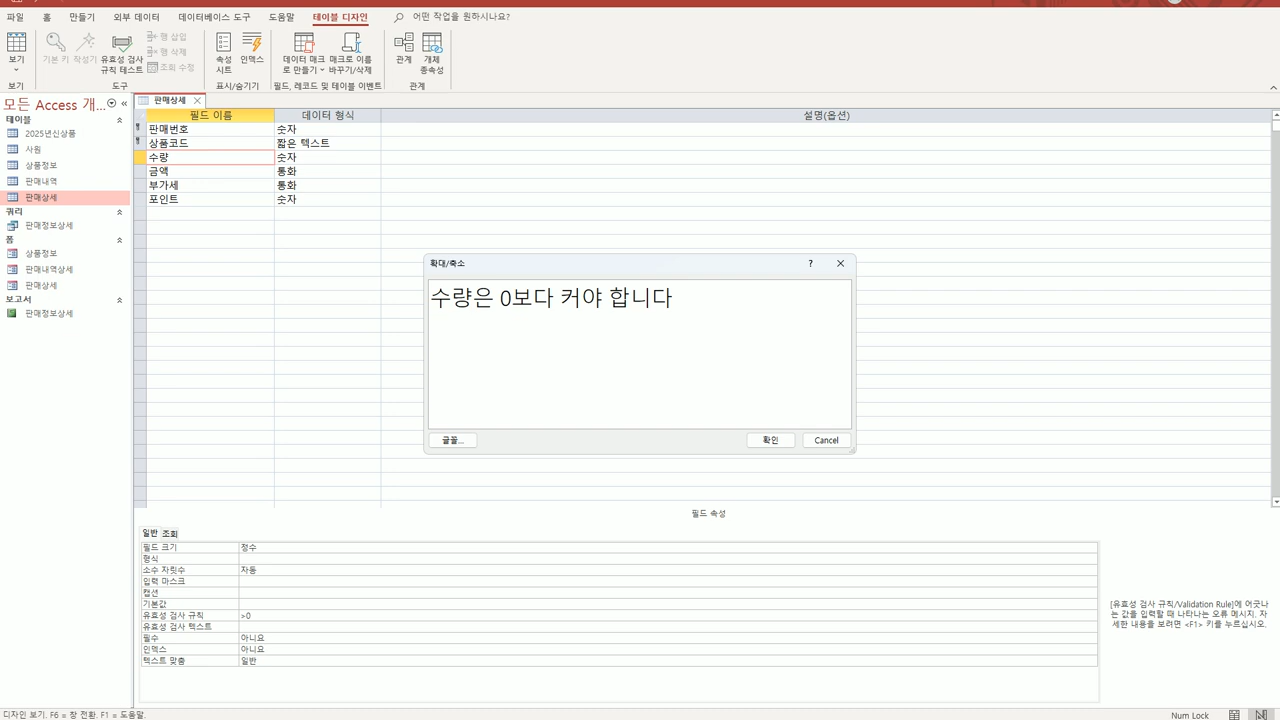 파일 홈 만들기 외부 데이터 데이터베이스 도구 도움말 테이블 디자인 어떤 작업을 원하시나요?
보기 기본 키 작성기 유효성 검사 규칙 테스트 행 삽입 행 삭제 조회 수정 속성 시트 인덱스 데이터 매크로 만들기 매크로 이름 바꾸기/삭제 관계 개체 종속성
보기 도구 표시/숨기기 필드, 레코드 및 테이블 이벤트 관계
모든 Access 개...
테이블
2025년신상품
사원
상품정보
판매내역
판매상세
쿼리
판매정보상세
폼
상품정보
판매내역상세
판매상세
보고서
판매정보상세
판매상세
필드 이름 데이터 형식 설명(옵션)
판매번호 숫자
상품코드 짧은 텍스트
수량 숫자
금액 통화
부가세 통화
포인트 숫자
확대/축소
수량은 0보다 커야 합니다
글꼴... 확인 Cancel
필드 속성
일반 조회
필드 크기 정수
형식
소수 자릿수 자동
입력 마스크
캡션
기본값
유효성 검사 규칙 >0
유효성 검사 텍스트
필수 아니요
인덱스 아니요
텍스트 맞춤 일반
[유효성 검사 규칙/Validation Rule]에 어긋나
는 값을 입력할 때 나타나는 오류 메시지. 자
세한 내용을 보려면 <F1> 키를 누르십시오.
디자인 보기. F6 = 창 전환. F1 = 도움말. Num Lock